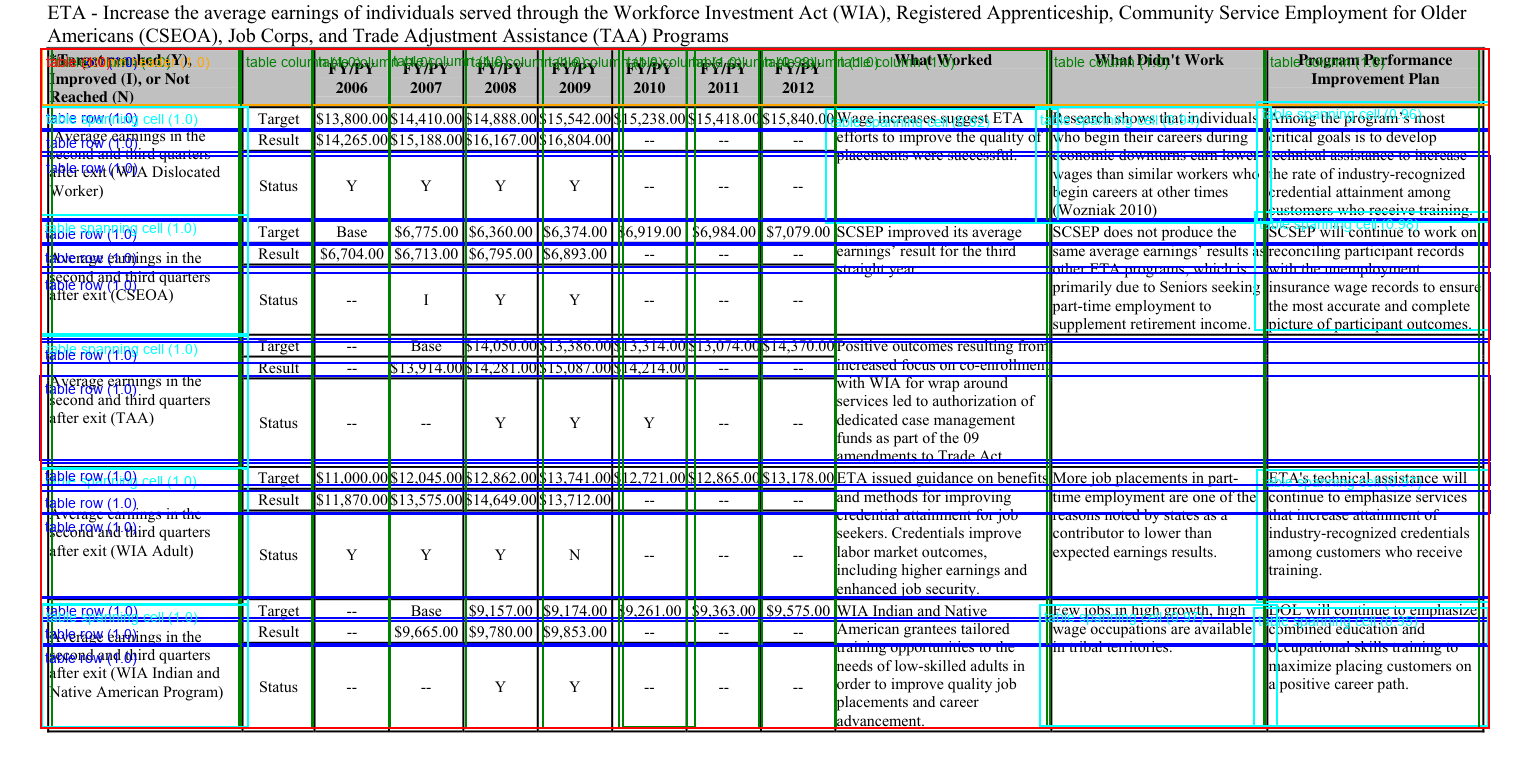 ETA - Increase the average earnings of individuals served through the Workforce Investment Act (WIA), Registered Apprenticeship, Community Service Employment for Older
Americans (CSEOA), Job Corps, and Trade Adjustment Assistance (TAA) Programs
Improved (I), or Not
Reached (N)
FY/PY 2006
FY/PY 2007
FY/PY 2008
FY/PY 2009
FY/PY 2010
FY/PY 2011
FY/PY 2012
What Worked
What Didn't Work
Program Performance
Improvement Plan
Average earnings in the
second and third quarters
after exit (WIA Dislocated
Worker)
Target $13,800.00 $14,410.00 $14,888.00 $15,542.00 $15,238.00 $15,418.00 $15,840.00
Result $14,265.00 $15,188.00 $16,167.00 $16,804.00 -- -- --
Status Y Y Y Y -- -- --
Wage increases suggest ETA
efforts to improve the quality of
placements were successful.
Research shows that individuals
who begin their careers during
economic downturns earn lower
wages than similar workers who
begin careers at other times
(Wozniak 2010)
Among the program's most
critical goals is to develop
technical assistance to increase
the rate of industry-recognized
credential attainment among
customers who receive training.
Average earnings in the
second and third quarters
after exit (CSEOA)
Target Base $6,775.00 $6,360.00 $6,374.00 $6,919.00 $6,984.00 $7,079.00
Result $6,704.00 $6,713.00 $6,795.00 $6,893.00 -- -- --
Status -- I Y Y -- -- --
SCSEP improved its average
earnings' result for the third
straight year.
SCSEP does not produce the
same average earnings' results as
other ETA programs, which is
primarily due to Seniors seeking
part-time employment to
supplement retirement income.
SCSEP will continue to work on
reconciling participant records
with the unemployment
insurance wage records to ensure
the most accurate and complete
picture of participant outcomes.
Average earnings in the
second and third quarters
after exit (TAA)
Target -- Base $14,050.00 $13,386.00 $13,314.00 $13,074.00 $14,370.00
Result -- $13,914.00 $14,281.00 $15,087.00 $14,214.00 -- --
Status -- -- Y Y Y -- --
Positive outcomes resulting from
increased focus on co-enrollment
with WIA for wrap around
services led to authorization of
dedicated case management
funds as part of the 09
amendments to Trade Act
Average earnings in the
second and third quarters
after exit (WIA Adult)
Target $11,000.00 $12,045.00 $12,862.00 $13,741.00 $12,721.00 $12,865.00 $13,178.00
Result $11,870.00 $13,575.00 $14,649.00 $13,712.00 -- -- --
Status Y Y Y N -- -- --
ETA issued guidance on benefits
and methods for improving
credential attainment for job
seekers. Credentials improve
labor market outcomes,
including higher earnings and
enhanced job security.
More job placements in part-
time employment are one of the
reasons noted by states as a
contributor to lower than
expected earnings results.
ETA's technical assistance will
continue to emphasize services
that increase attainment of
industry-recognized credentials
among customers who receive
training.
Average earnings in the
second and third quarters
after exit (WIA Indian and
Native American Program)
Target -- Base $9,157.00 $9,174.00 $9,261.00 $9,363.00 $9,575.00
Result -- $9,665.00 $9,780.00 $9,853.00 -- -- --
Status -- -- Y Y -- -- --
WIA Indian and Native
American grantees tailored
training opportunities to the
needs of low-skilled adults in
order to improve quality job
placements and career
advancement.
Few jobs in high growth, high
wage occupations are available
in tribal territories.
DOL will continue to emphasize
combined education and
occupational skills training to
maximize placing customers on
a positive career path.